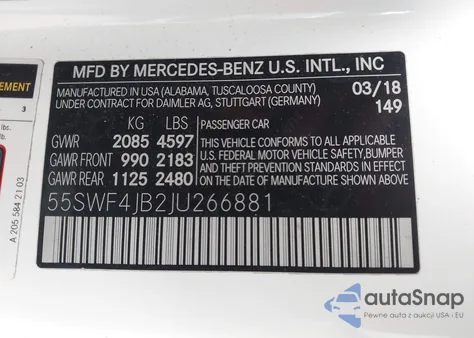 MFD BY MERCEDES-BENZ U.S. INTL., INC
MANUFACTURED IN USA (ALABAMA, TUSCALOOSA COUNTY)
UNDER CONTRACT FOR DAIMLER AG, STUTTGART (GERMANY)
03/18
149
KG LBS
GVWR 2085 4597
GAWR FRONT 990 2183
GAWR REAR 1125 2480
PASSENGER CAR
THIS VEHICLE CONFORMS TO ALL APPLICABLE
U.S. FEDERAL MOTOR VEHICLE SAFETY, BUMPER
AND THEFT PREVENTION STANDARDS IN EFFECT
ON THE DATE OF MANUFACTURE SHOWN ABOVE.
55SWF4JB2JU266881
EMENT
3
lbs.
A 205 584 21 03
autoSnap
Pewne auta z aukcji USA i EU